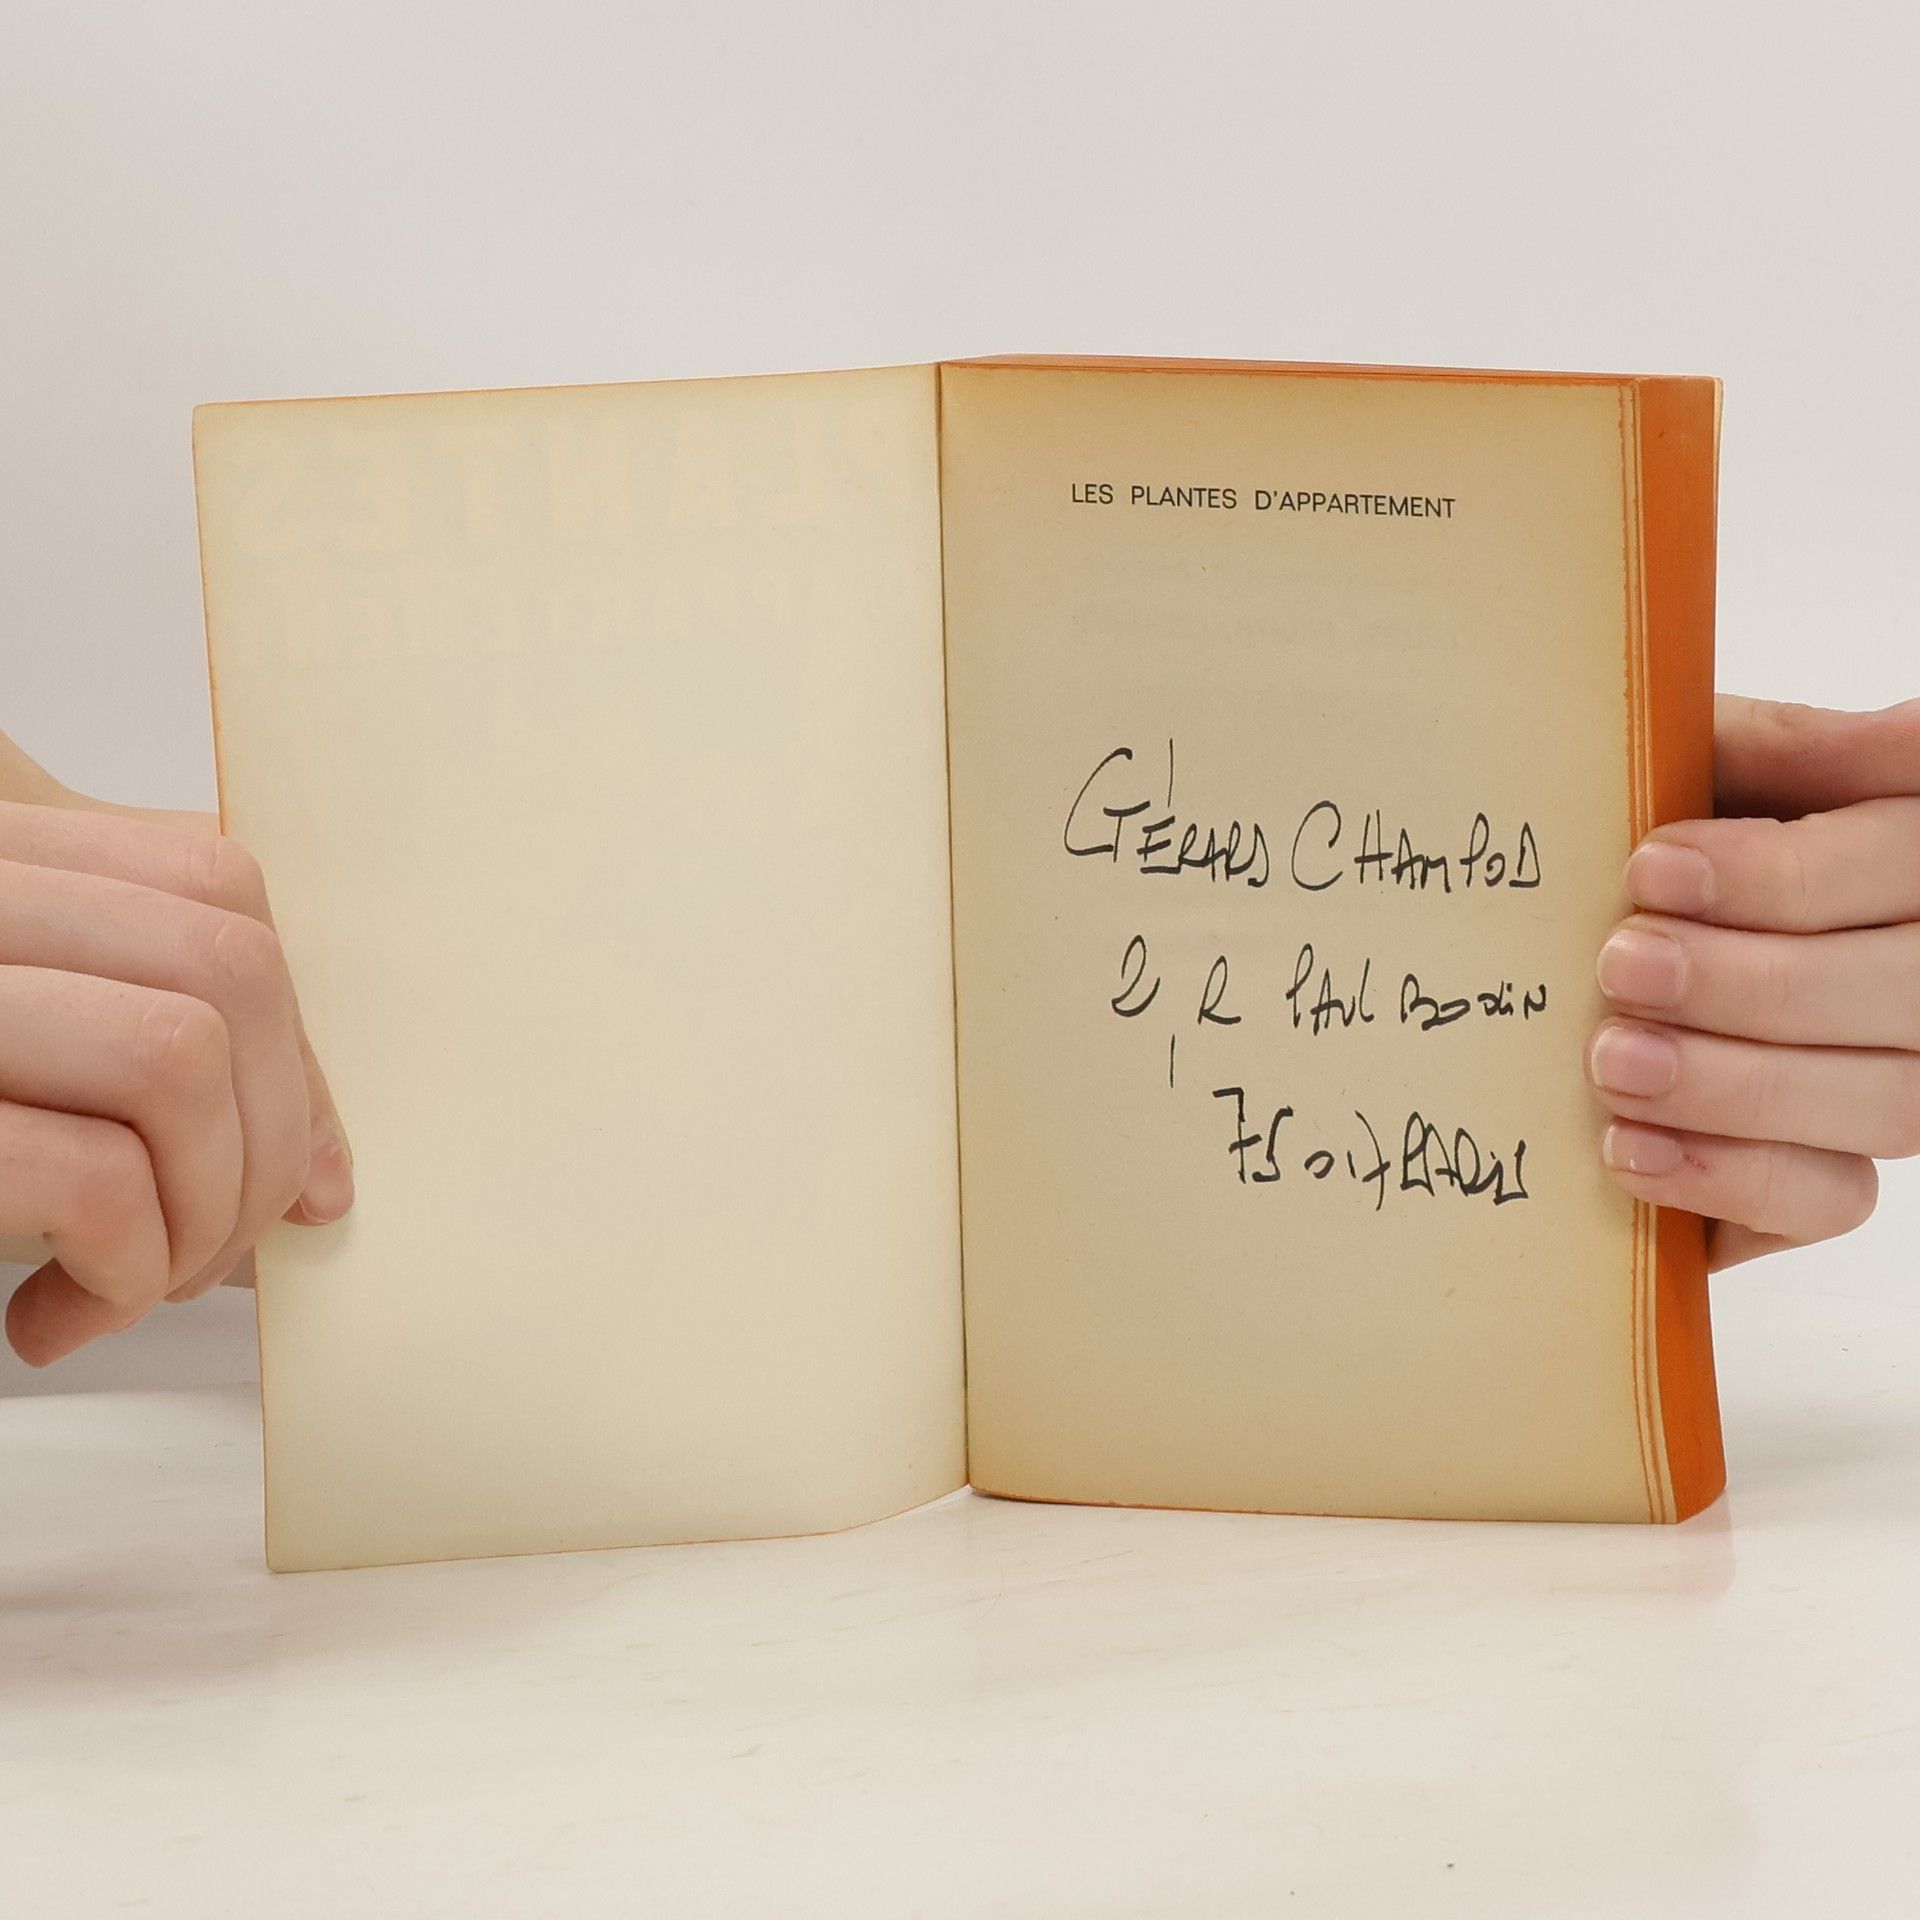 LES PLANTES D'APPARTEMENT
GÉRARD CHAMPOD
2, R PAUL BODIN
75017 PARIS